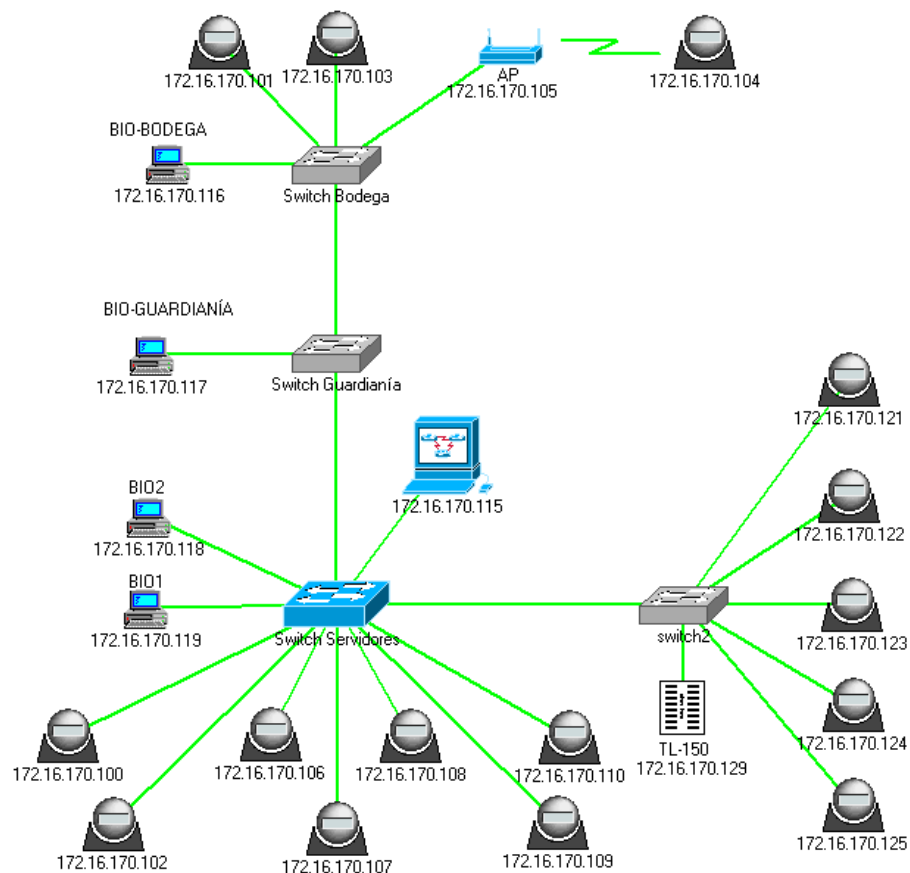 172.16.170.101
172.16.170.103
AP
172.16.170.105
172.16.170.104
BIO-BODEGA
172.16.170.116
Switch Bodega
BIO-GUARDIANÍA
172.16.170.117
Switch Guardianía
172.16.170.121
172.16.170.115
BIO2
172.16.170.118
172.16.170.122
BIO1
172.16.170.119
Switch Servidores
switch2
172.16.170.123
172.16.170.100
172.16.170.106
172.16.170.108
172.16.170.110
TL-150
172.16.170.129
172.16.170.124
172.16.170.102
172.16.170.107
172.16.170.109
172.16.170.125